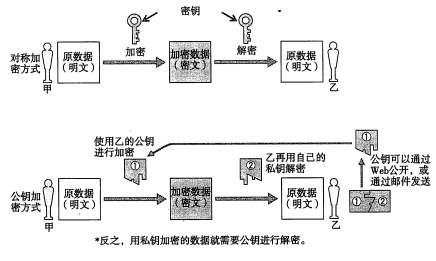 密钥
加密
解密
对称加
密方式
原数据
(明文)
加密数据
(密文)
原数据
(明文)
甲
乙
使用乙的公钥
进行加密
①
②
乙再用自己的
私钥解密
①
公钥可以通过
Web公开，或
通过邮件发送
公钥加
密方式
原数据
(明文)
加密数据
(密文)
原数据
(明文)
①
②
甲
乙
*反之，用私钥加密的数据就需要公钥进行解密。